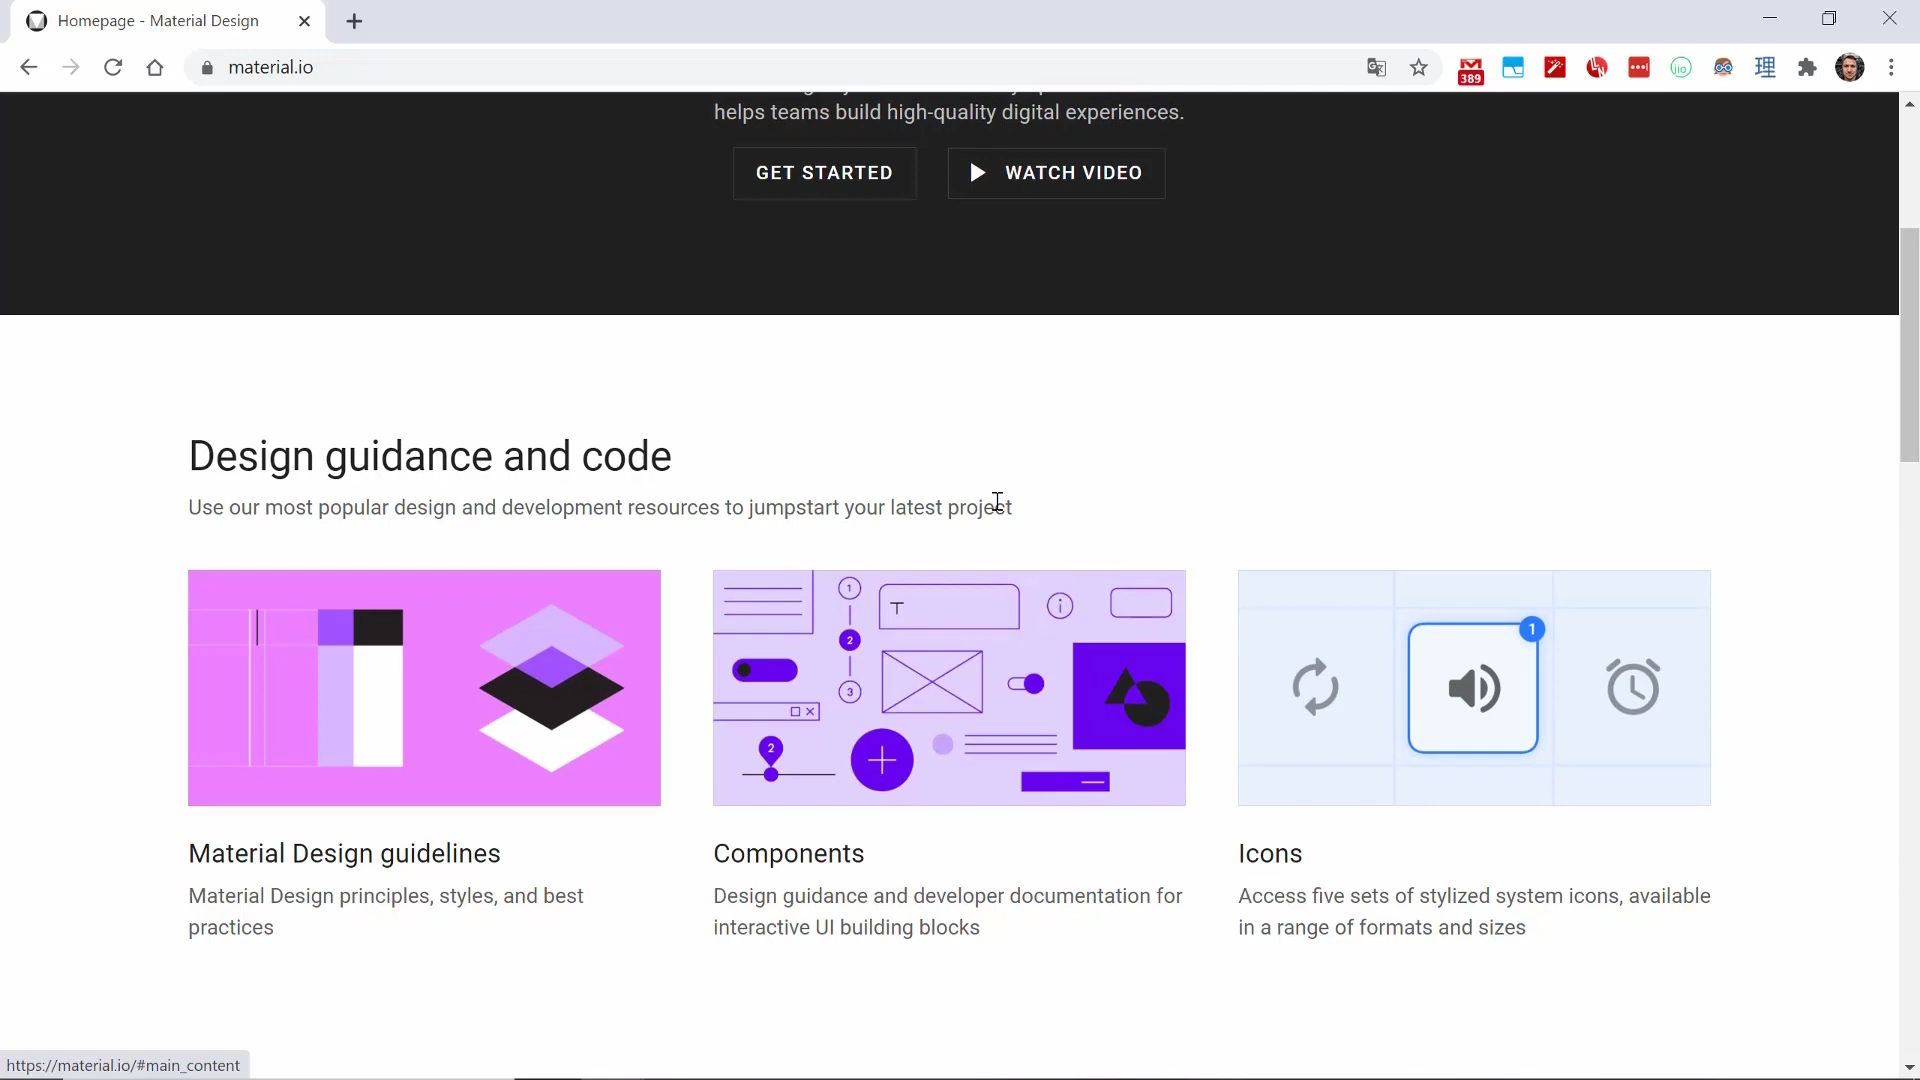 Homepage - Material Design
material.io
389
helps teams build high-quality digital experiences.
GET STARTED
WATCH VIDEO
Design guidance and code
Use our most popular design and development resources to jumpstart your latest project
1
2
3
T
i
2
1
Material Design guidelines
Material Design principles, styles, and best
practices
Components
Design guidance and developer documentation for
interactive UI building blocks
Icons
Access five sets of stylized system icons, available
in a range of formats and sizes
https://material.io/#main_content